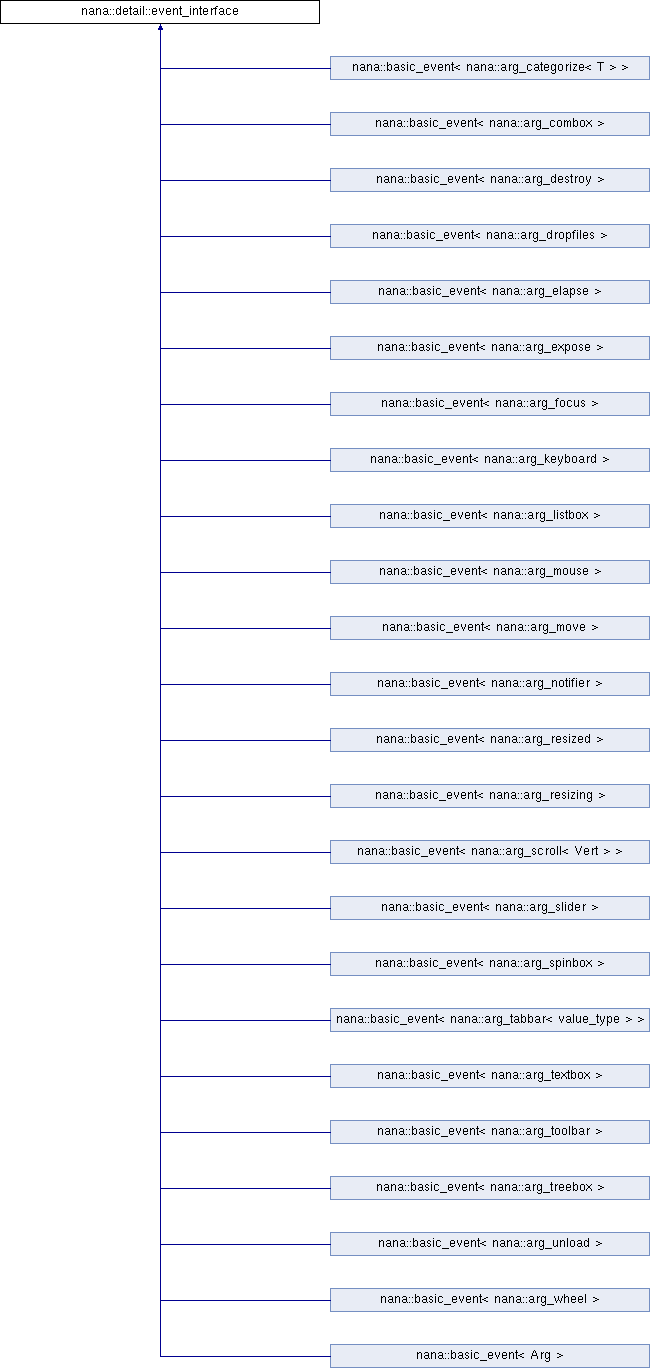 nana::detail::event_interface
nana::basic_event< nana::arg_categorize< T > >
nana::basic_event< nana::arg_combox >
nana::basic_event< nana::arg_destroy >
nana::basic_event< nana::arg_dropfiles >
nana::basic_event< nana::arg_elapse >
nana::basic_event< nana::arg_expose >
nana::basic_event< nana::arg_focus >
nana::basic_event< nana::arg_keyboard >
nana::basic_event< nana::arg_listbox >
nana::basic_event< nana::arg_mouse >
nana::basic_event< nana::arg_move >
nana::basic_event< nana::arg_notifier >
nana::basic_event< nana::arg_resized >
nana::basic_event< nana::arg_resizing >
nana::basic_event< nana::arg_scroll< Vert > >
nana::basic_event< nana::arg_slider >
nana::basic_event< nana::arg_spinbox >
nana::basic_event< nana::arg_tabbar< value_type > >
nana::basic_event< nana::arg_textbox >
nana::basic_event< nana::arg_toolbar >
nana::basic_event< nana::arg_treebox >
nana::basic_event< nana::arg_unload >
nana::basic_event< nana::arg_wheel >
nana::basic_event< Arg >